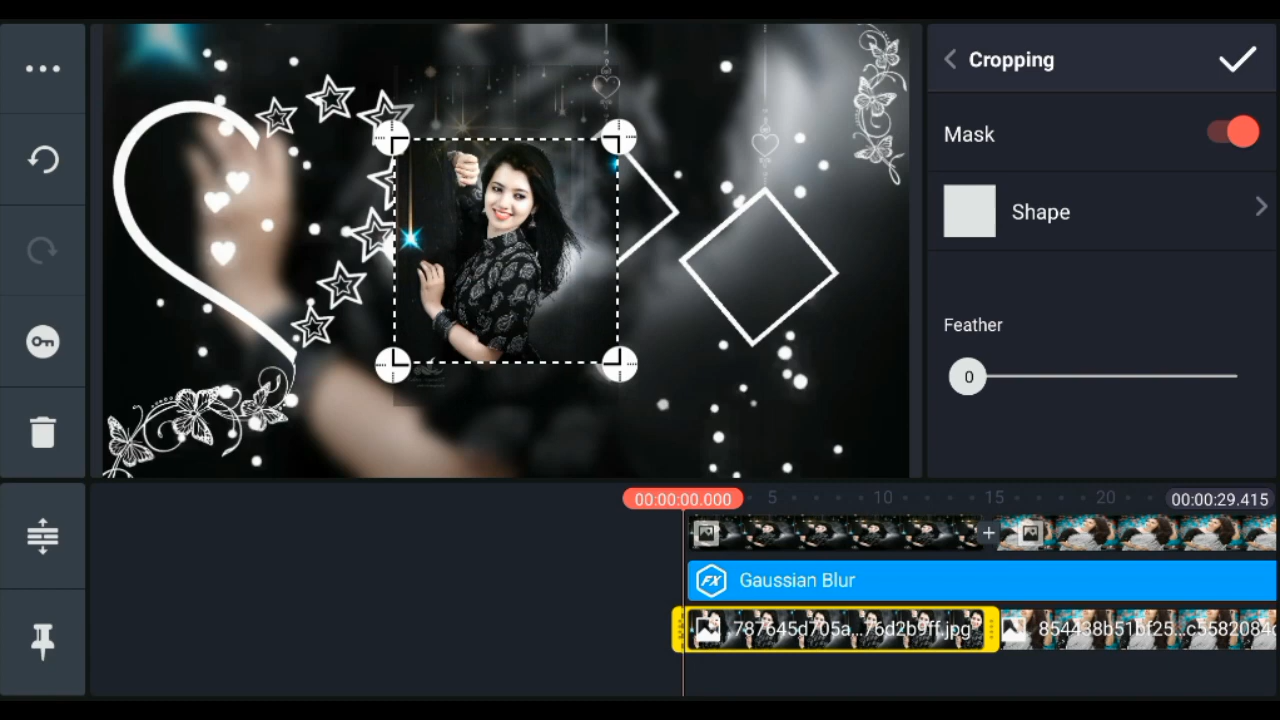 Cropping
Mask
Shape
Feather
0
00:00:00.000
5
10
15
20
00:00:29.415
FX
Gaussian Blur
787645d705a...76d2b9ff.jpg
854438b51bf25...c5582084